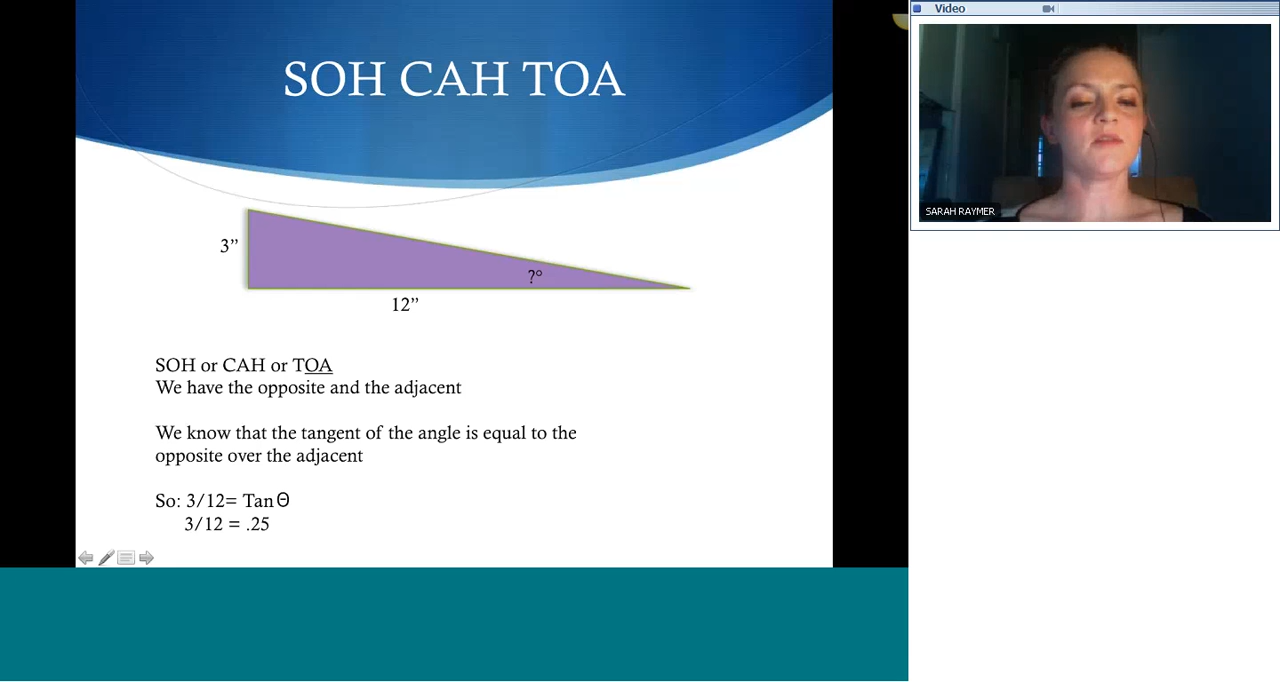 SOH CAH TOA
3”
?°
12”
SOH or CAH or TOA
We have the opposite and the adjacent
We know that the tangent of the angle is equal to the
opposite over the adjacent
So: 3/12= Tan Θ
3/12 = .25
Video
SARAH RAYMER